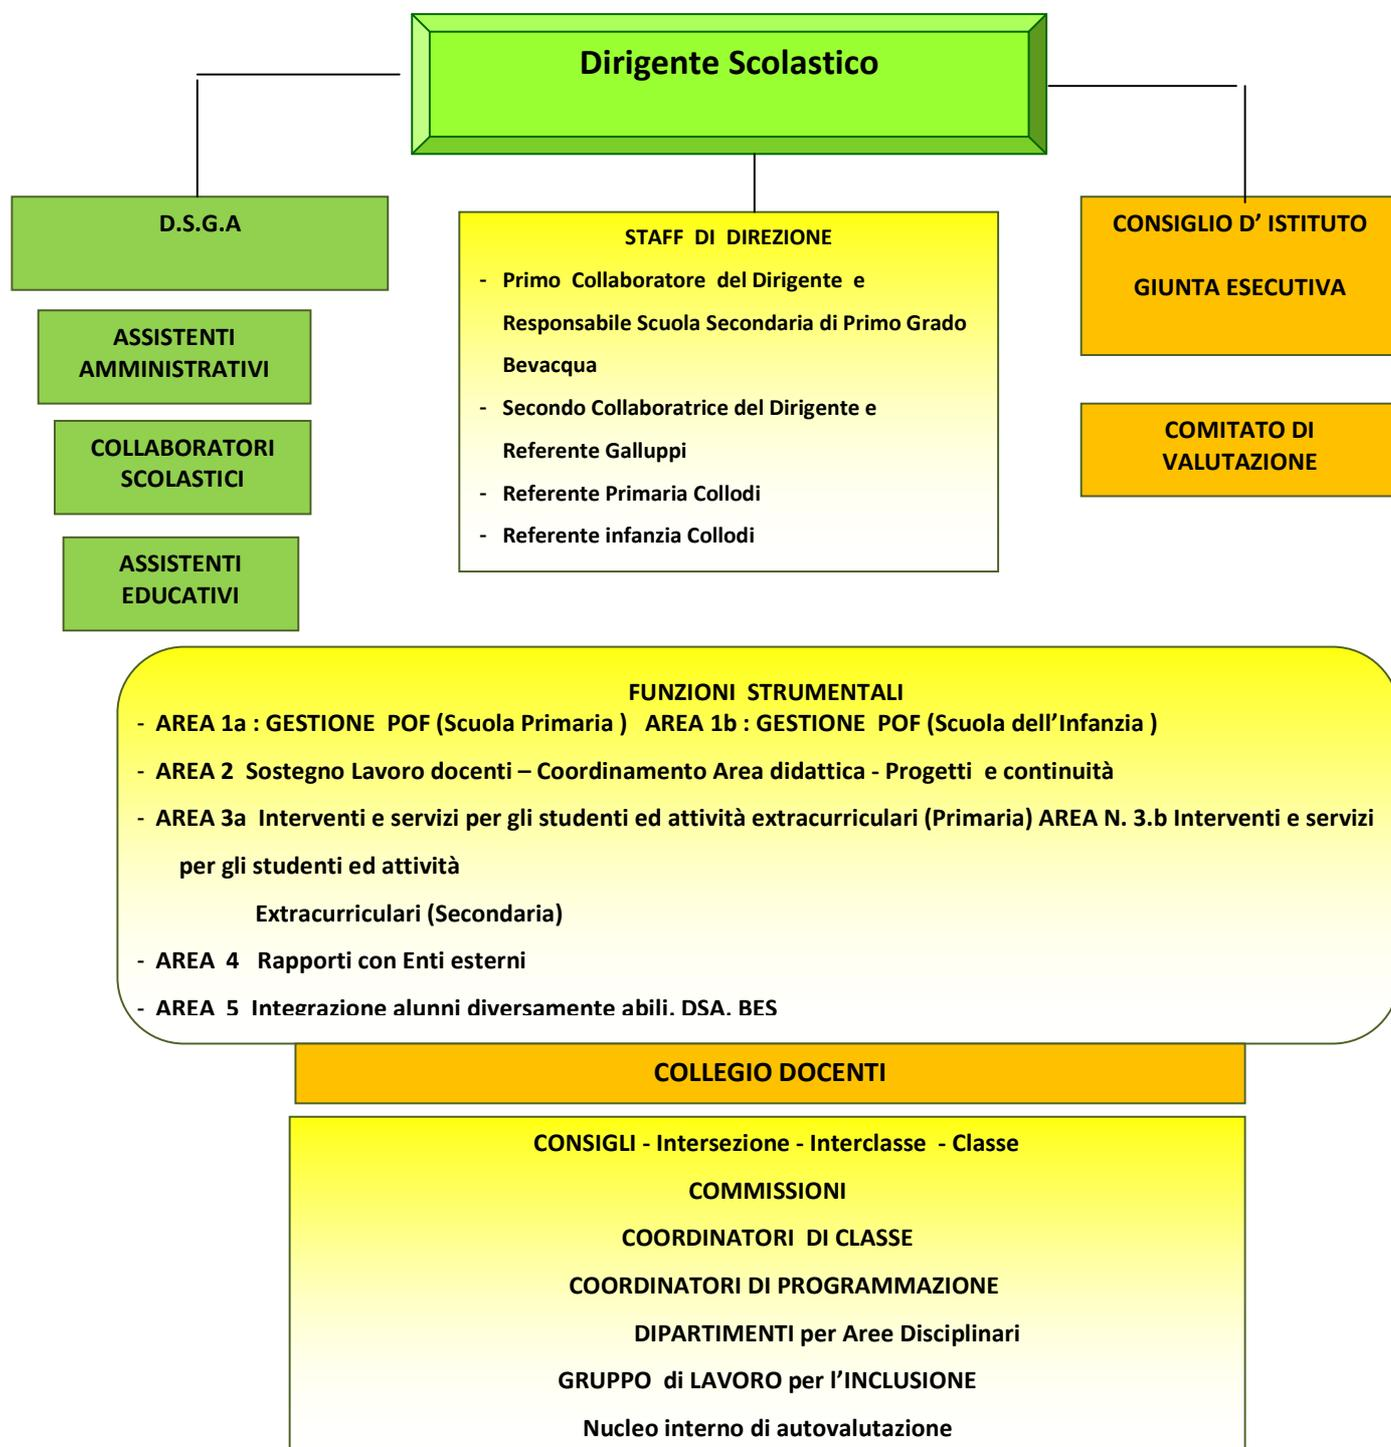 Dirigente Scolastico
D.S.G.A
ASSISTENTI
AMMINISTRATIVI
COLLABORATORI
SCOLASTICI
ASSISTENTI
EDUCATIVI
STAFF DI DIREZIONE
- Primo Collaboratore del Dirigente e
Responsabile Scuola Secondaria di Primo Grado
Bevacqua
- Secondo Collaboratrice del Dirigente e
Referente Galluppi
- Referente Primaria Collodi
- Referente infanzia Collodi
CONSIGLIO D’ ISTITUTO
GIUNTA ESECUTIVA
COMITATO DI
VALUTAZIONE
FUNZIONI STRUMENTALI
- AREA 1a : GESTIONE POF (Scuola Primaria ) AREA 1b : GESTIONE POF (Scuola dell’Infanzia )
- AREA 2 Sostegno Lavoro docenti – Coordinamento Area didattica - Progetti e continuità
- AREA 3a Interventi e servizi per gli studenti ed attività extracurriculari (Primaria) AREA N. 3.b Interventi e servizi
per gli studenti ed attività
Extracurriculari (Secondaria)
- AREA 4 Rapporti con Enti esterni
- AREA 5 Integrazione alunni diversamente abili, DSA, BES
COLLEGIO DOCENTI
CONSIGLI - Intersezione - Interclasse - Classe
COMMISSIONI
COORDINATORI DI CLASSE
COORDINATORI DI PROGRAMMAZIONE
DIPARTIMENTI per Aree Disciplinari
GRUPPO di LAVORO per l’INCLUSIONE
Nucleo interno di autovalutazione